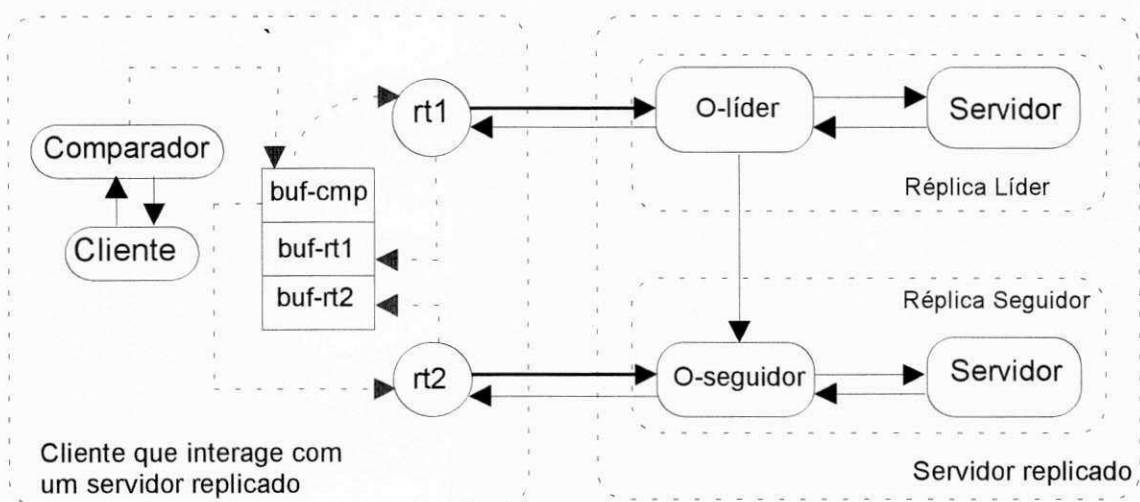 rt1
O-líder
Servidor
Comparador
buf-cmp
Réplica Líder
Cliente
buf-rt1
buf-rt2
Réplica Seguidor
rt2
O-seguidor
Servidor
Cliente que interage com
um servidor replicado
Servidor replicado